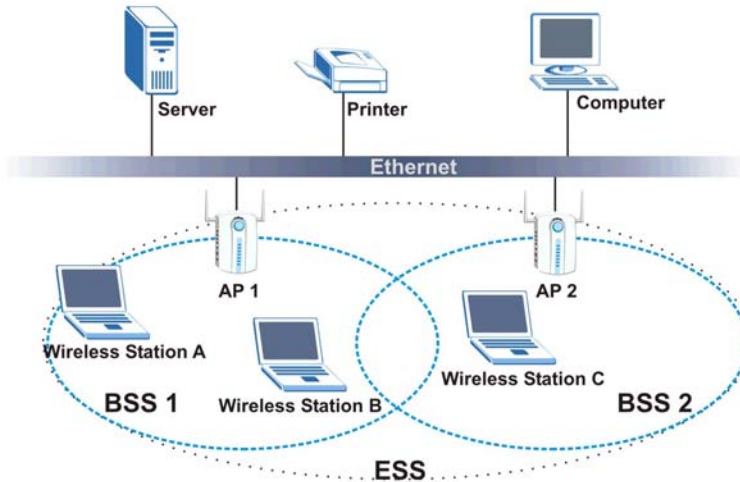 Server
Printer
Computer
Ethernet
AP 1
AP 2
Wireless Station A
Wireless Station B
Wireless Station C
BSS 1
BSS 2
ESS